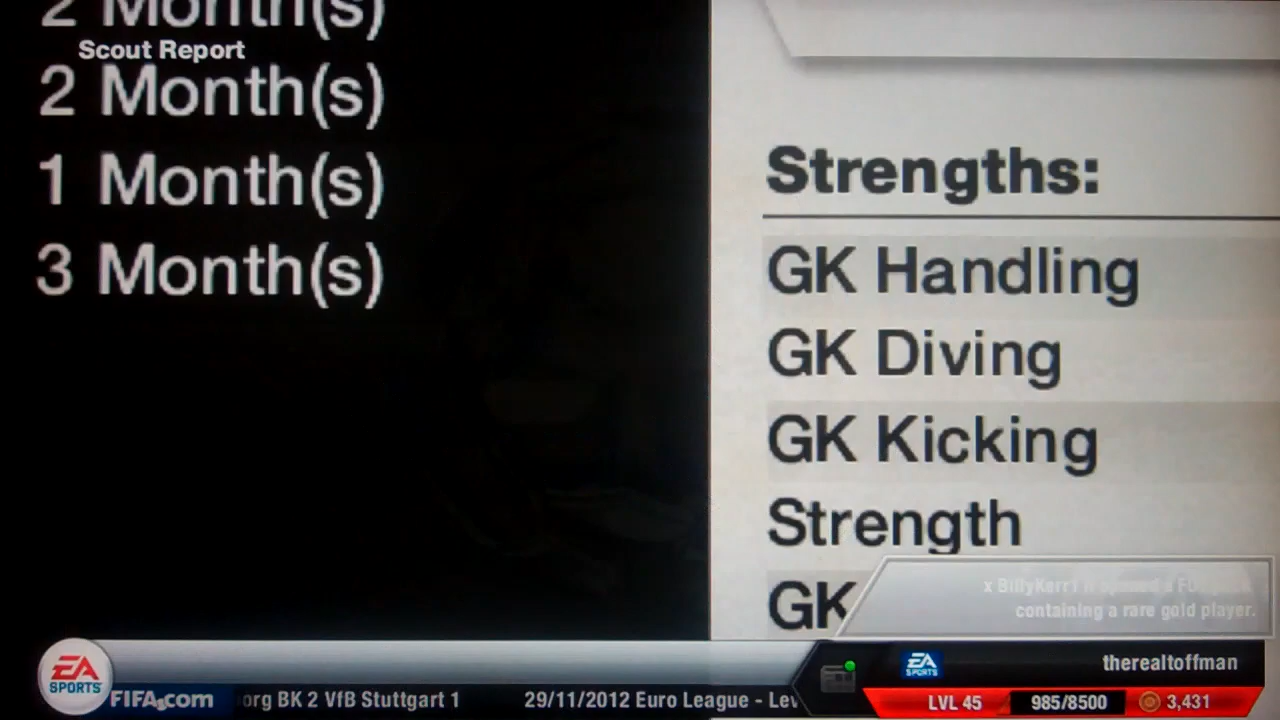 2 Month(s)
Scout Report
2 Month(s)
1 Month(s)
3 Month(s)
Strengths:
GK Handling
GK Diving
GK Kicking
Strength
GK
x BillyKerr1 opened a
containing a rare gold player.
EA
SPORTS
FIFA.com
org BK 2 VfB Stuttgart 1
29/11/2012 Euro League - Lev
EA
SPORTS
therealtoffman
LVL 45
985/8500
3,431